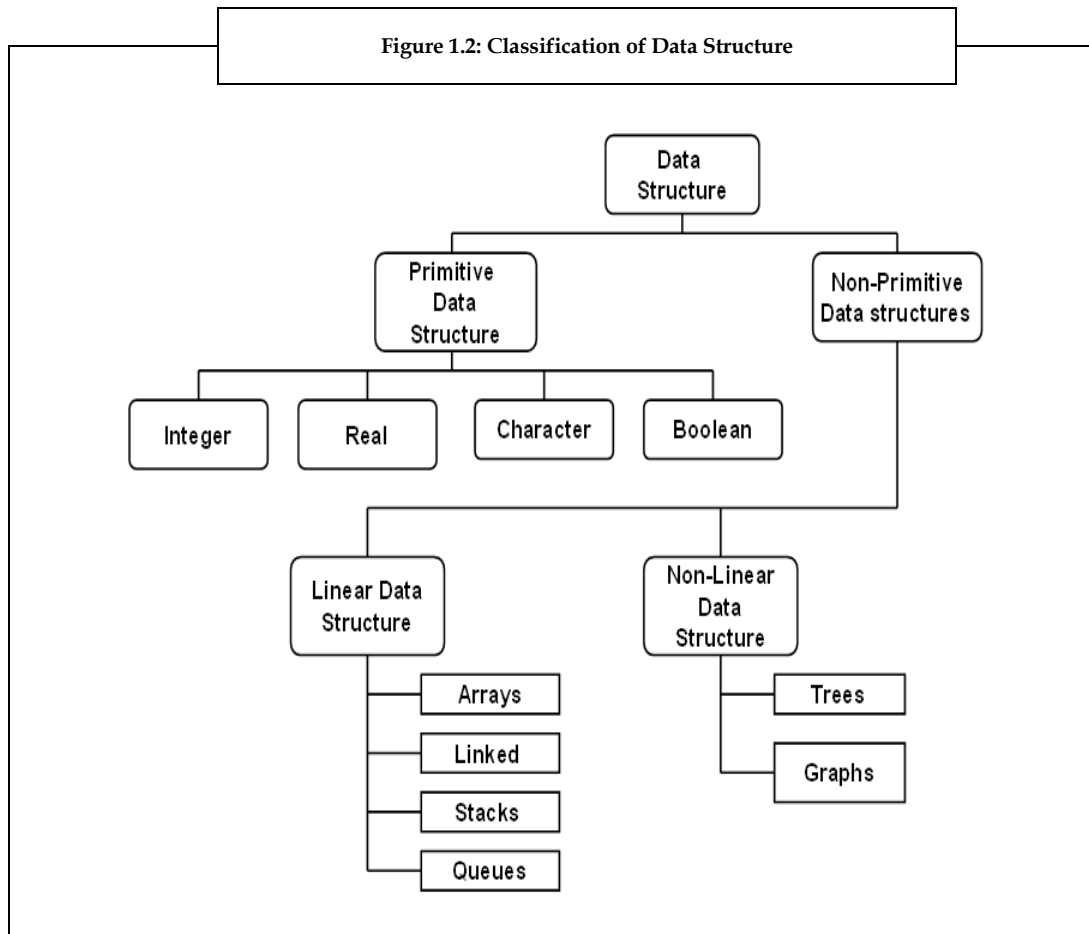 Figure 1.2: Classification of Data Structure
Data
Structure
Primitive
Data
Structure
Non-Primitive
Data structures
Integer
Real
Character
Boolean
Linear Data
Structure
Non-Linear
Data
Structure
Arrays
Linked
Stacks
Queues
Trees
Graphs